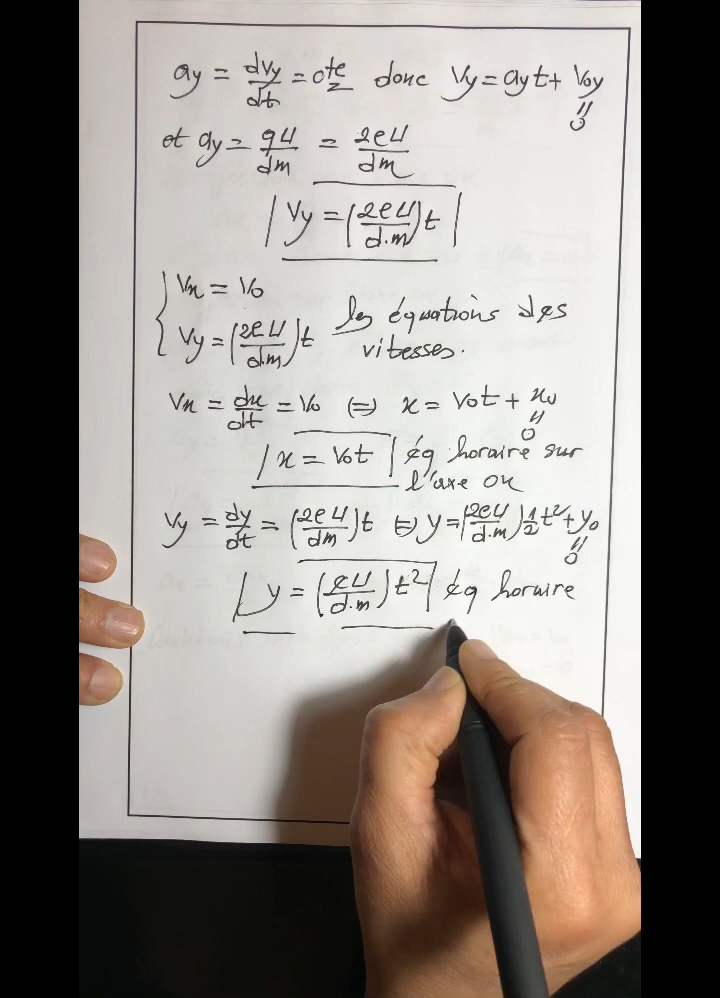 ay = dvy/dt = cte donc Vy = ay t + Voy
= 0
et ay = qU/dm = 2eU/dm
Vy = (2eU/d.m)t
{ Vx = Vo
Vy = (2eU/d.m)t les équations des vitesses.
Vx = dx/dt = Vo ⇔ x = Vot + xo
= 0
x = Vot éq horaire sur
l'axe ox
Vy = dy/dt = (2eU/dm)t ⇔ y = (2eU/d.m) 1/2 t² + yo
= 0
y = (eU/d.m) t² éq horaire